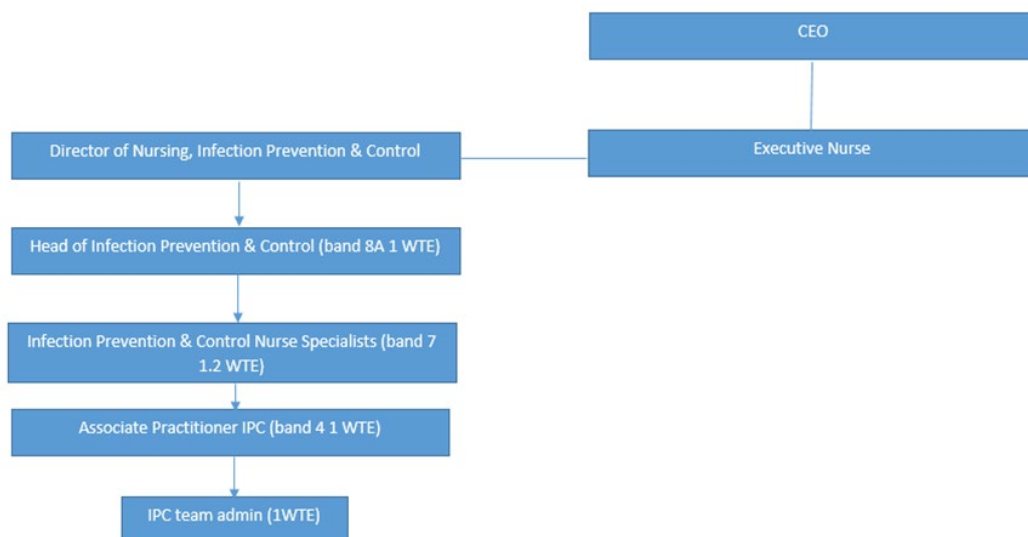 CEO
Executive Nurse
Director of Nursing, Infection Prevention & Control
Head of Infection Prevention & Control (band 8A 1 WTE)
Infection Prevention & Control Nurse Specialists (band 7
1.2 WTE)
Associate Practitioner IPC (band 4 1 WTE)
IPC team admin (1WTE)